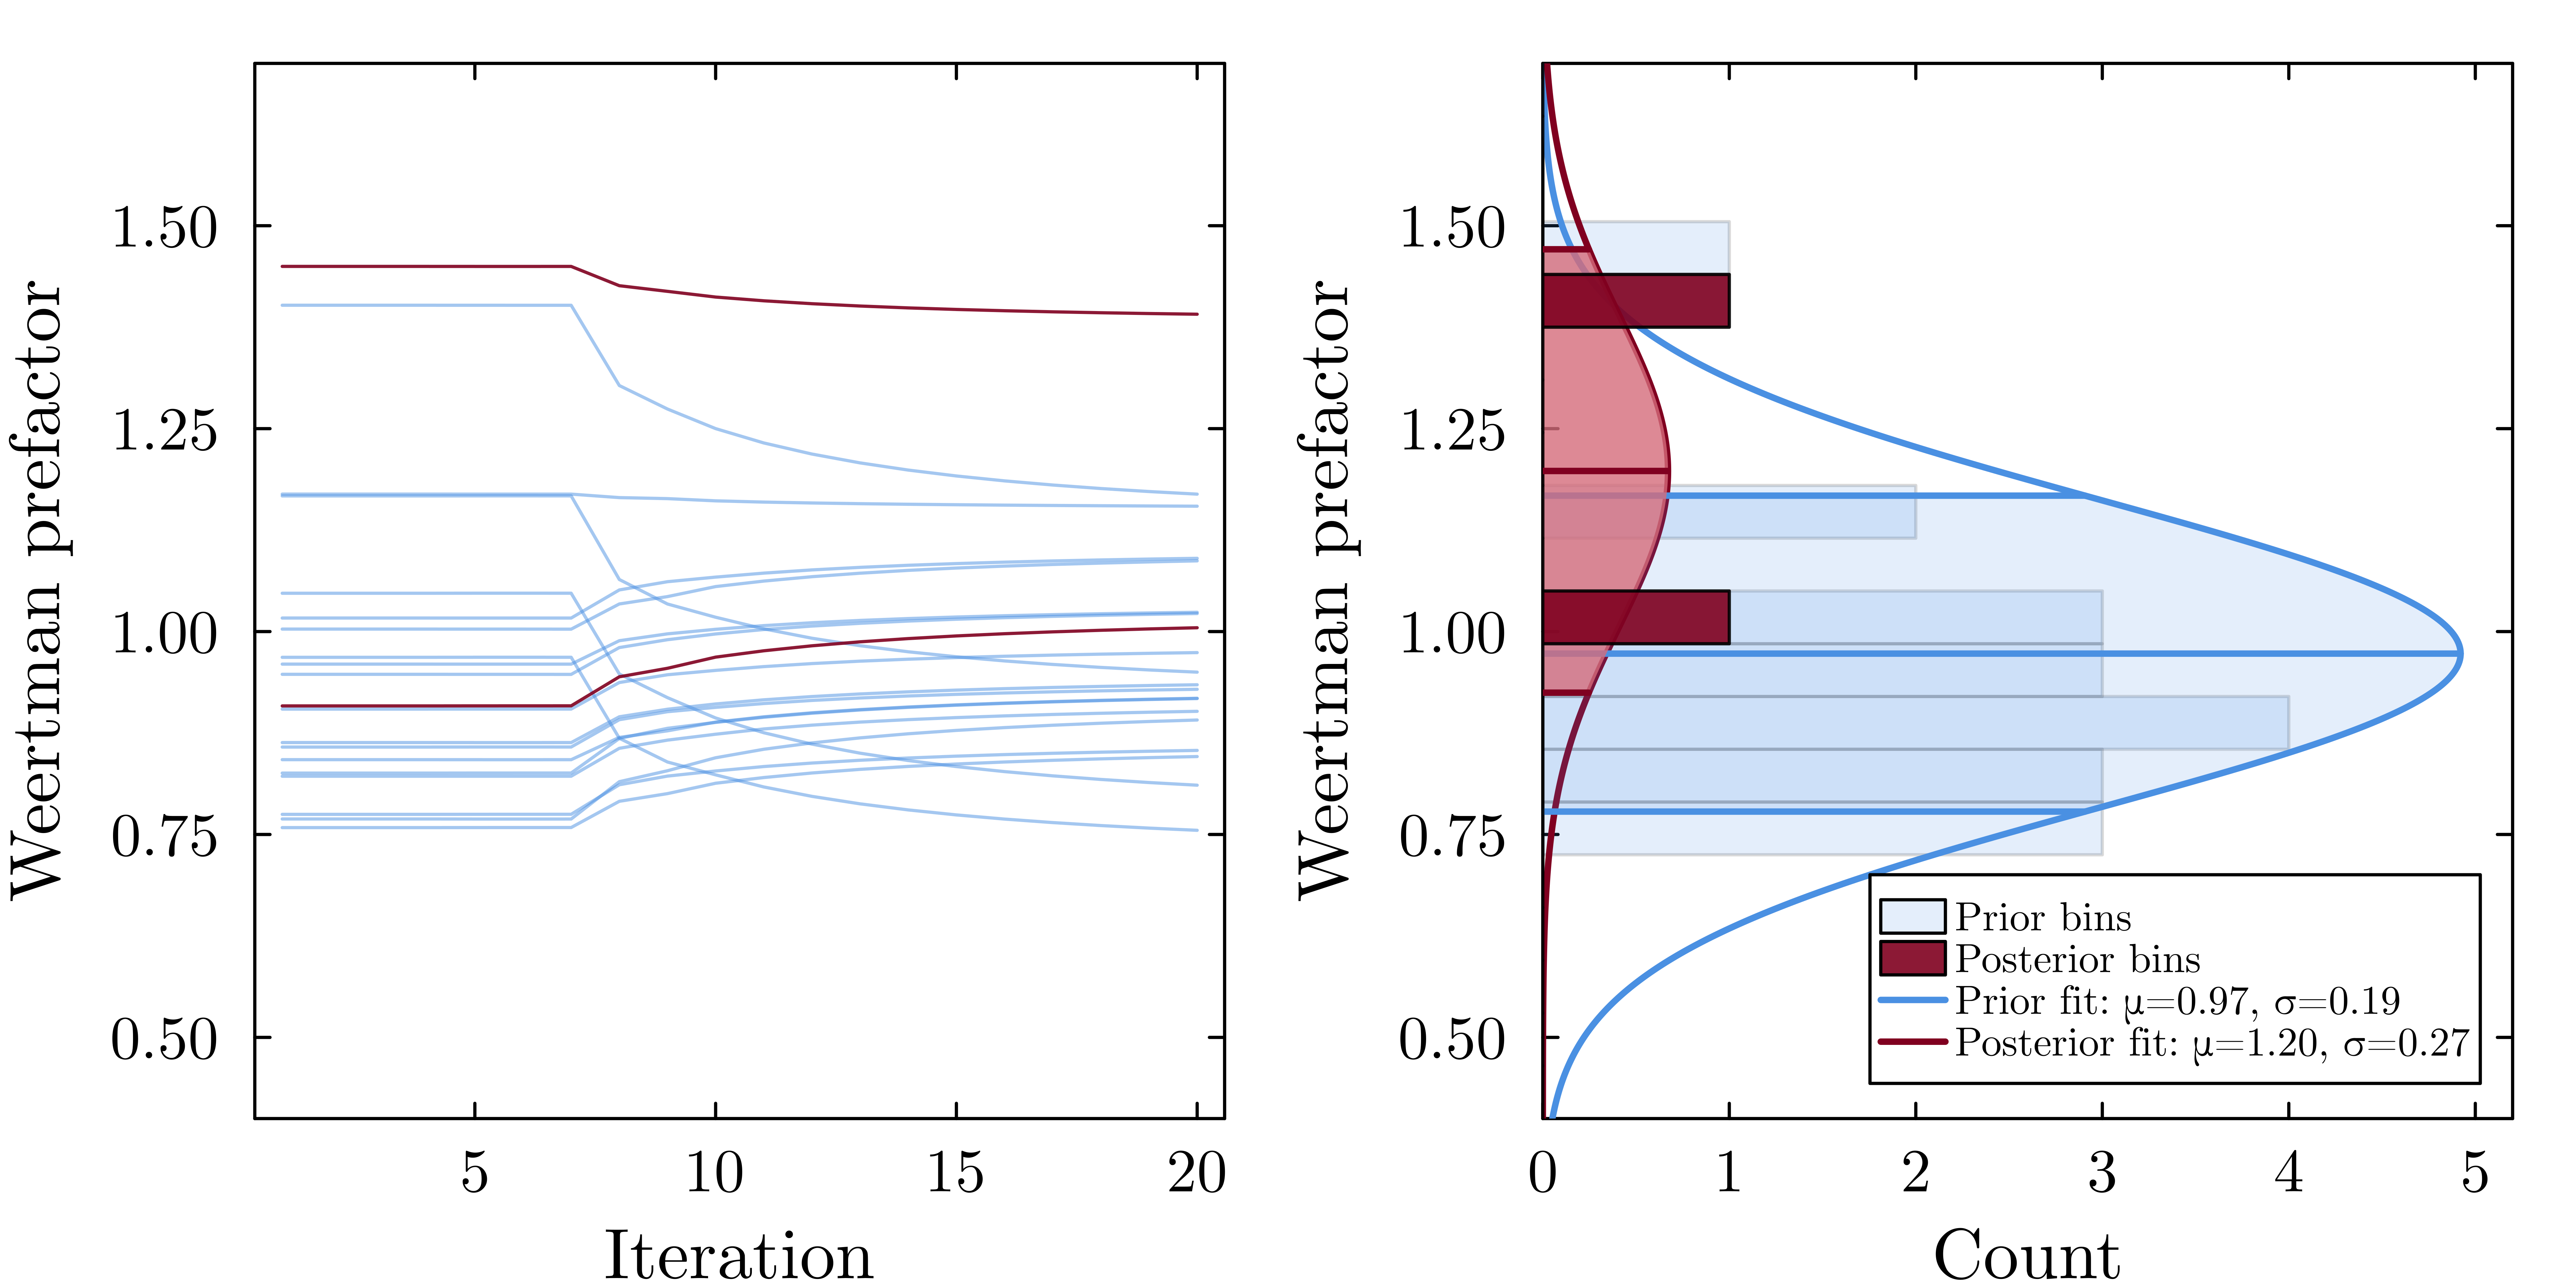 Weertman prefactor
1.50
1.25
1.00
0.75
0.50
5
10
15
20
Iteration
Weertman prefactor
1.50
1.25
1.00
0.75
0.50
0
1
2
3
4
5
Count
Prior bins
Posterior bins
Prior fit: μ=0.97, σ=0.19
Posterior fit: μ=1.20, σ=0.27